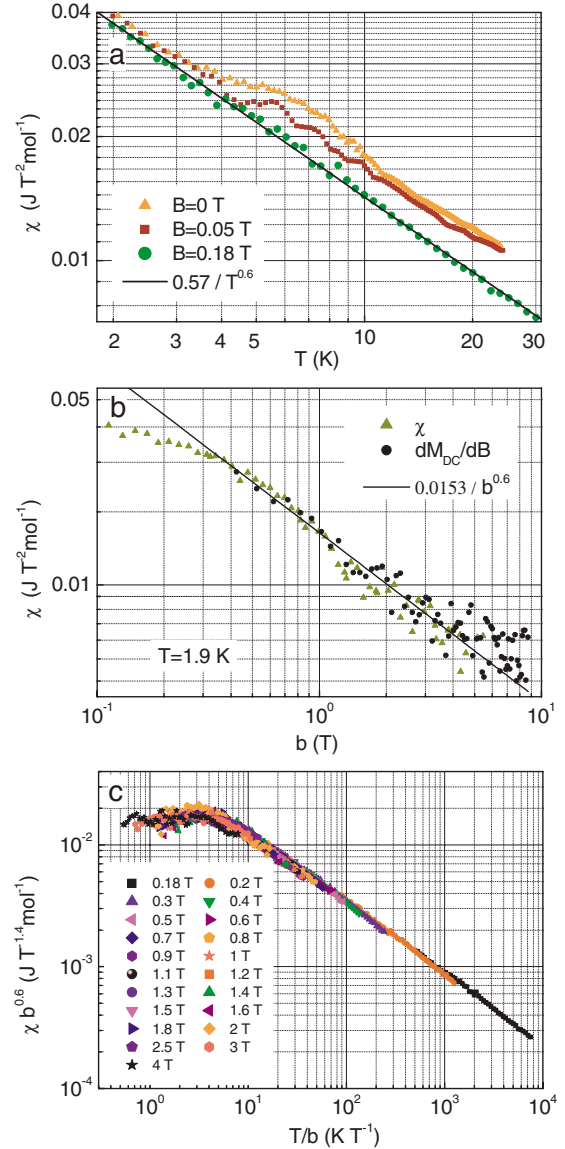 0.04
0.03
0.02
0.01
χ (J T⁻²mol⁻¹)
a
B=0 T
B=0.05 T
B=0.18 T
0.57 / T^0.6
2 3 4 5 6 10 20 30
T (K)
0.05
0.01
χ (J T⁻²mol⁻¹)
b
χ
dM_DC/dB
0.0153 / b^0.6
T=1.9 K
10⁻¹ 10⁰ 10¹
b (T)
c
10⁻²
10⁻³
10⁻⁴
χ b^0.6 (J T^-1.4 mol⁻¹)
0.18 T 0.2 T
0.3 T 0.4 T
0.5 T 0.6 T
0.7 T 0.8 T
0.9 T 1 T
1.1 T 1.2 T
1.3 T 1.4 T
1.5 T 1.6 T
1.8 T 2 T
2.5 T 3 T
4 T
10⁰ 10¹ 10² 10³ 10⁴
T/b (K T⁻¹)